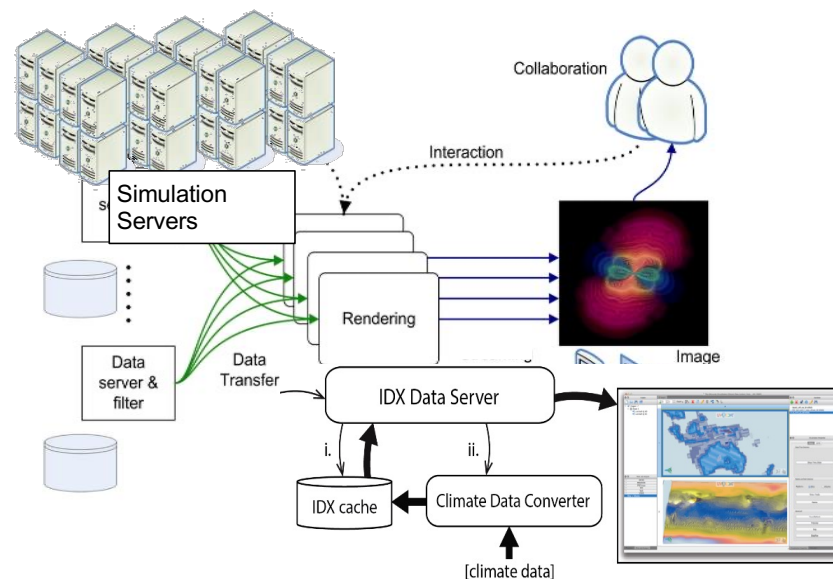 Collaboration
Interaction
Simulation
Servers
Rendering
Data
server &
filter
Data
Transfer
Image
IDX Data Server
i.
ii.
IDX cache
Climate Data Converter
[climate data]